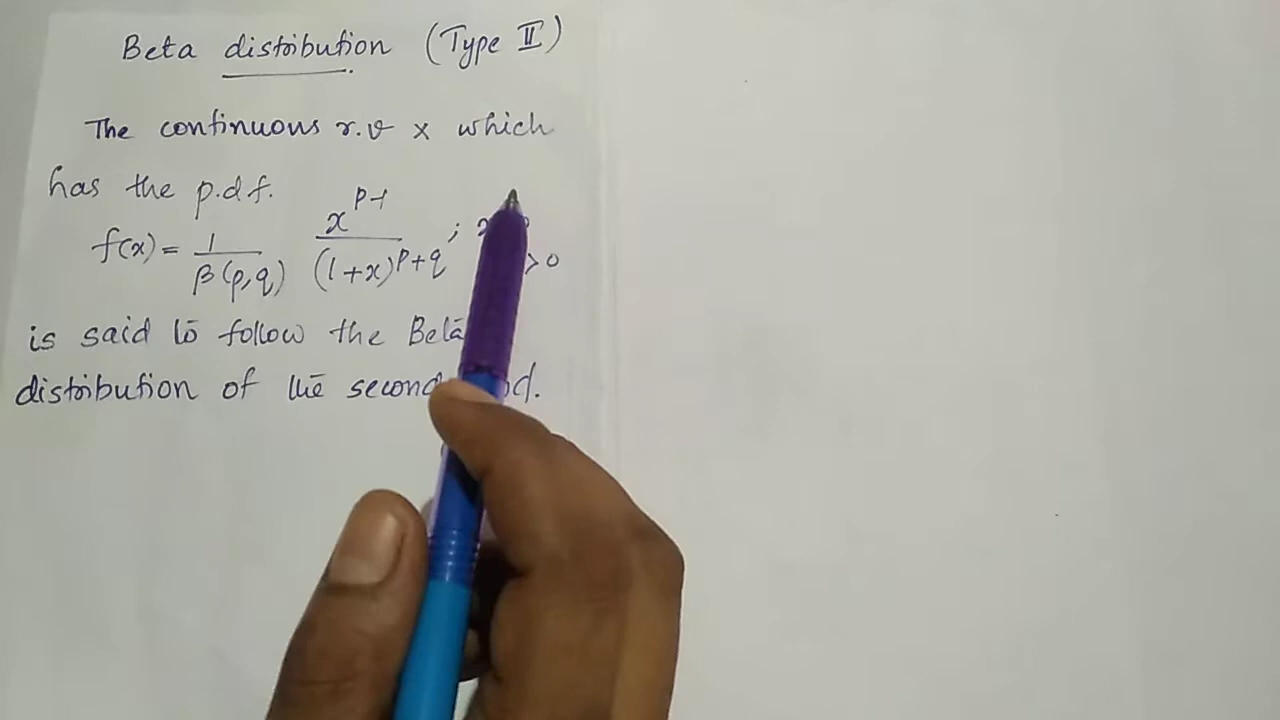 Beta distribution (Type II)
The continuous r.v x which
has the p.d.f.
f(x) = 1/β(p,q) x^{p-1}/(1+x)^{p+q} ;
>0
is said to follow the Beta
distribution of the second